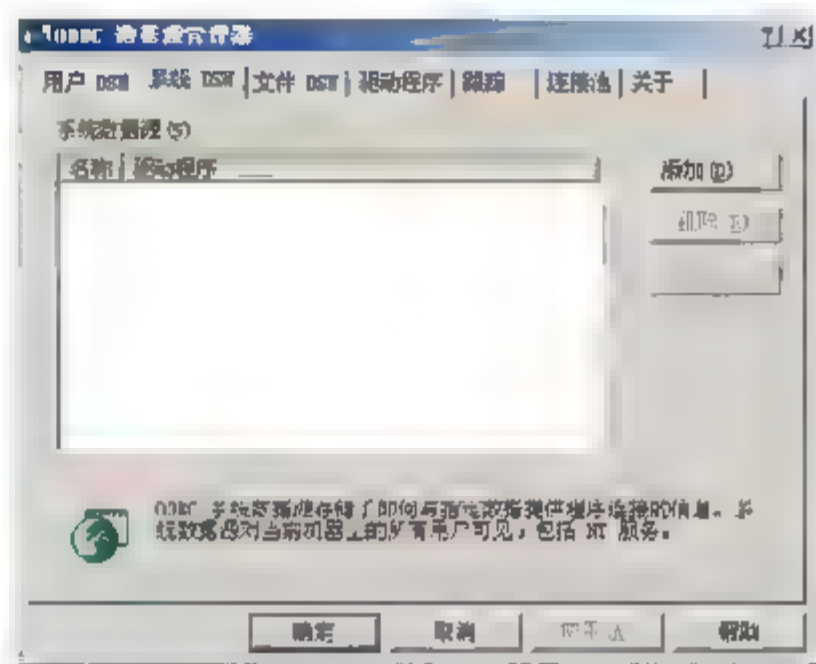 ODBC 数据源管理器
用户 DSN 系统 DSN 文件 DSN 驱动程序 跟踪 连接池 关于
系统数据源(S)
名称 驱动程序
添加(D)
删除(R)
ODBC 系统数据源存储了如何与指定数据提供程序连接的信息。系
统数据源对当前机器上的所有用户可见,包括 NT 服务。
确定 取消 应用(A) 帮助